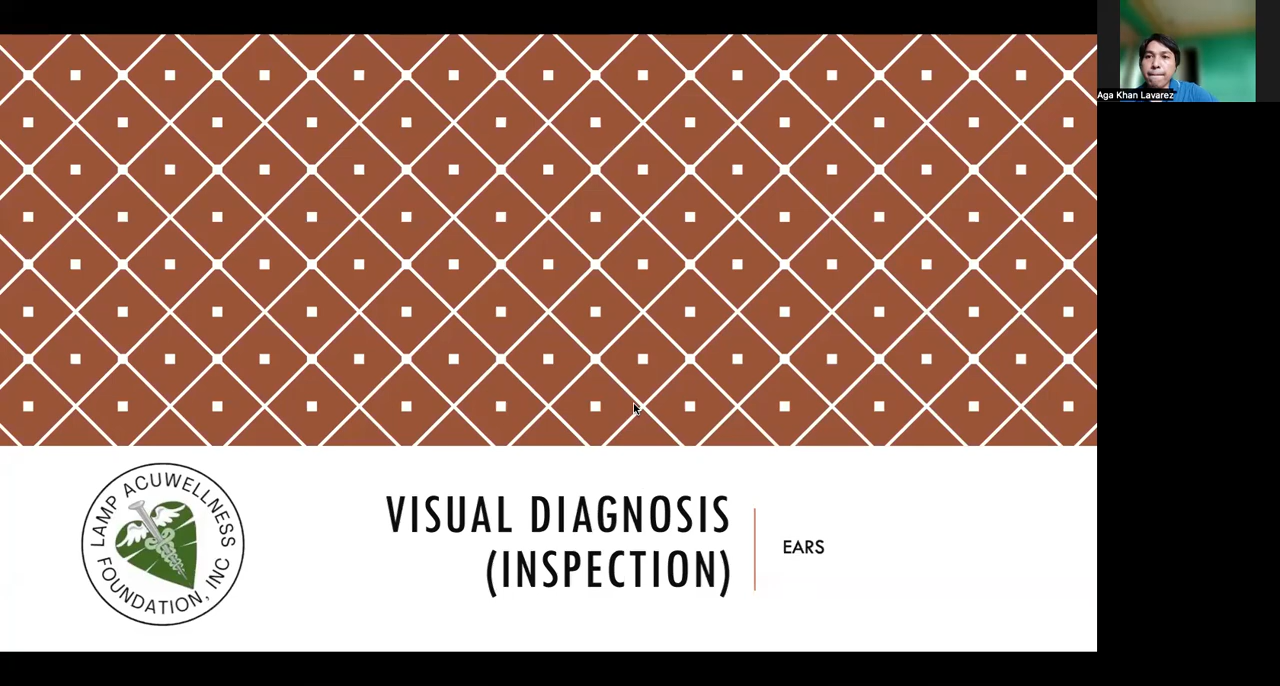 Aga Khan Lavarez
LAMP ACUWELLNESS
FOUNDATION, INC
VISUAL DIAGNOSIS
(INSPECTION)
EARS